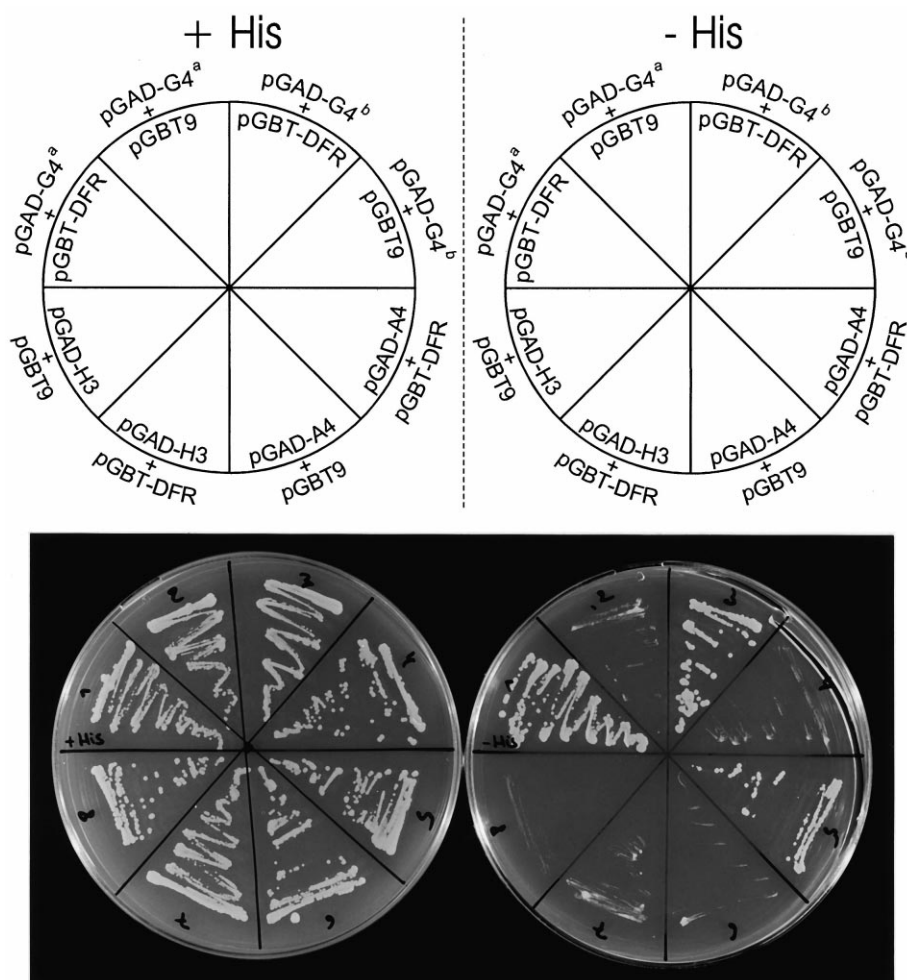 + His
- His
pGAD-G4ᵃ
+
pGBT9
pGAD-G4ᵇ
+
pGBT-DFR
pGAD-G4ᵃ
+
pGBT-DFR
pGAD-G4ᵇ
+
pGBT9
pGAD-H3
+
pGBT9
pGAD-A4
+
pGBT-DFR
pGAD-H3
+
pGBT-DFR
pGAD-A4
+
pGBT9
pGAD-G4ᵃ
+
pGBT9
pGAD-G4ᵇ
+
pGBT-DFR
pGAD-G4ᵃ
+
pGBT-DFR
pGAD-G4
+
pGBT9
pGAD-H3
+
pGBT9
pGAD-A4
+
pGBT-DFR
pGAD-H3
+
pGBT-DFR
pGAD-A4
+
pGBT9
2
3
1
4
+His
8
5
7
6
2
3
1
4
-His
8
5
7
6